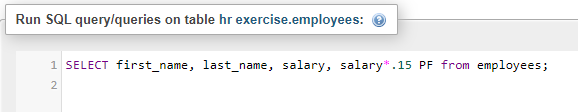 Run SQL query/queries on table hr exercise.employees:
1 SELECT first_name, last_name, salary, salary*.15 PF from employees;
2